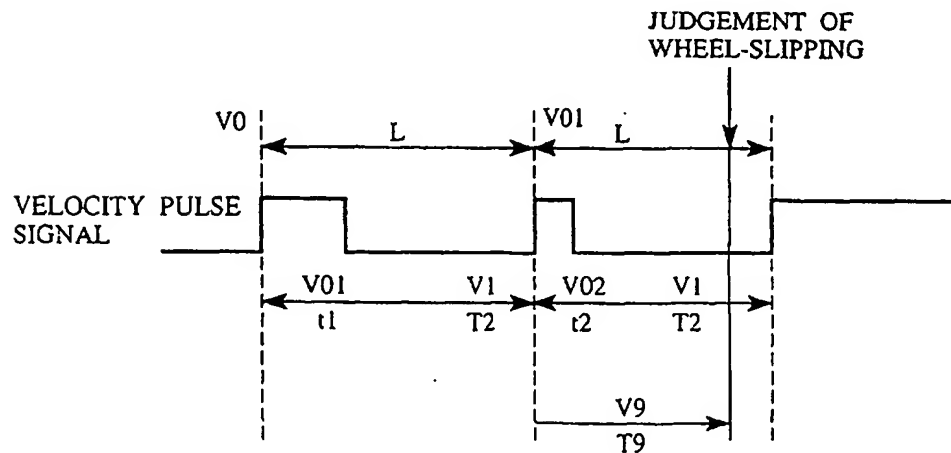 JUDGEMENT OF
WHEEL-SLIPPING
V0
L
V01
L
VELOCITY PULSE
SIGNAL
V01
V1
V02
V1
t1
T2
t2
T2
V9
T9